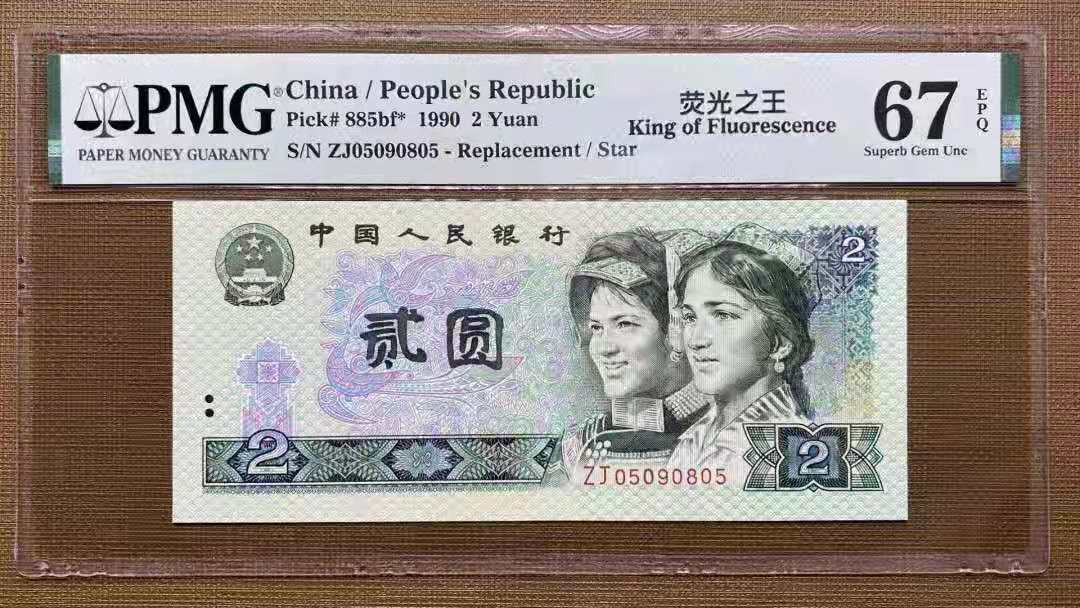 PMG®
PAPER MONEY GUARANTY
China / People's Republic
Pick# 885bf* 1990 2 Yuan
S/N ZJ05090805 - Replacement / Star
荧光之王
King of Fluorescence
67 EPQ
Superb Gem Unc
中国人民银行
2
贰圆
2
ZJ05090805
2